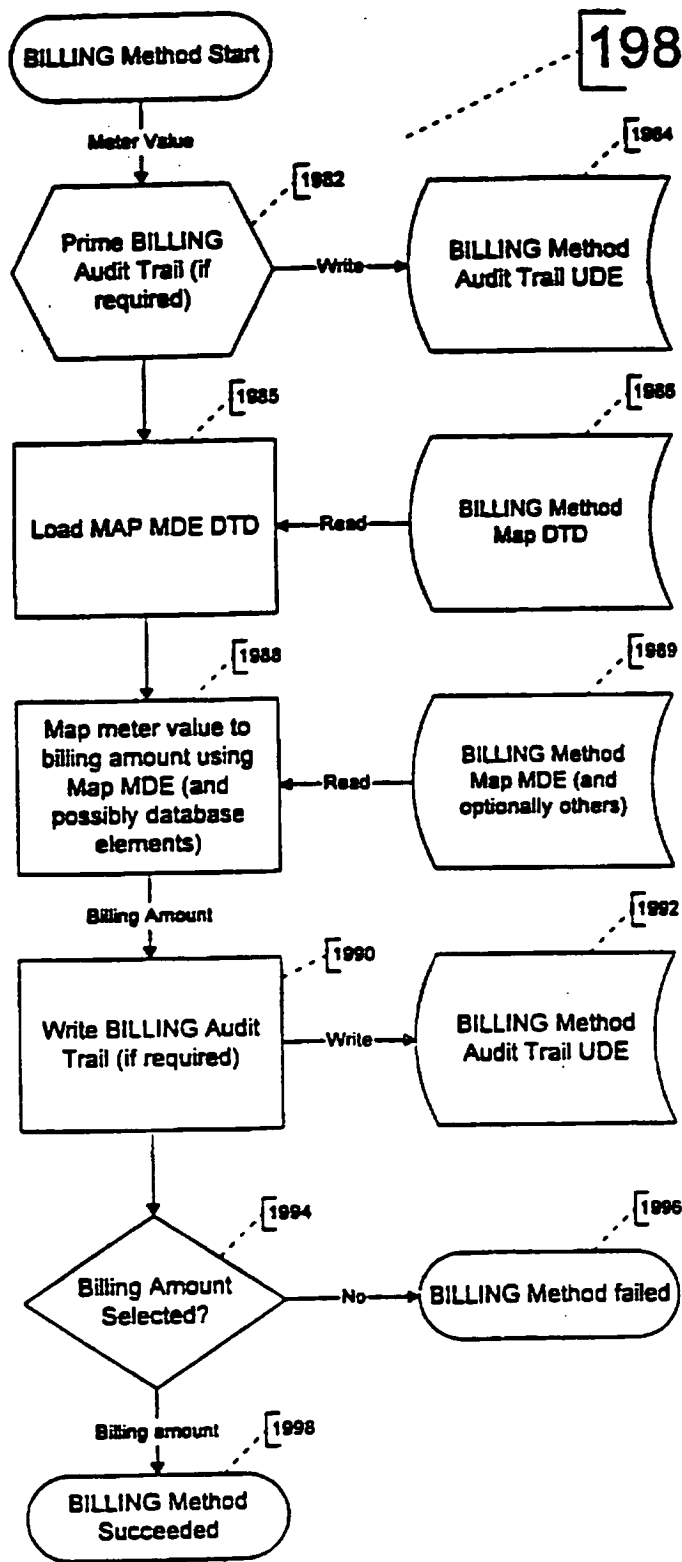 BILLING Method Start
198
Meter Value
1982
1984
Prime BILLING
Audit Trail (if
required)
Write
BILLING Method
Audit Trail UDE
1985
1986
Load MAP MDE DTD
Read
BILLING Method
Map DTD
1988
1989
Map meter value to
billing amount using
Map MDE (and
possibly database
elements)
Read
BILLING Method
Map MDE (and
optionally others)
Billing Amount
1990
1992
Write BILLING Audit
Trail (if required)
Write
BILLING Method
Audit Trail UDE
1994
1996
Billing Amount
Selected?
No
BILLING Method failed
Billing amount
1998
BILLING Method
Succeeded